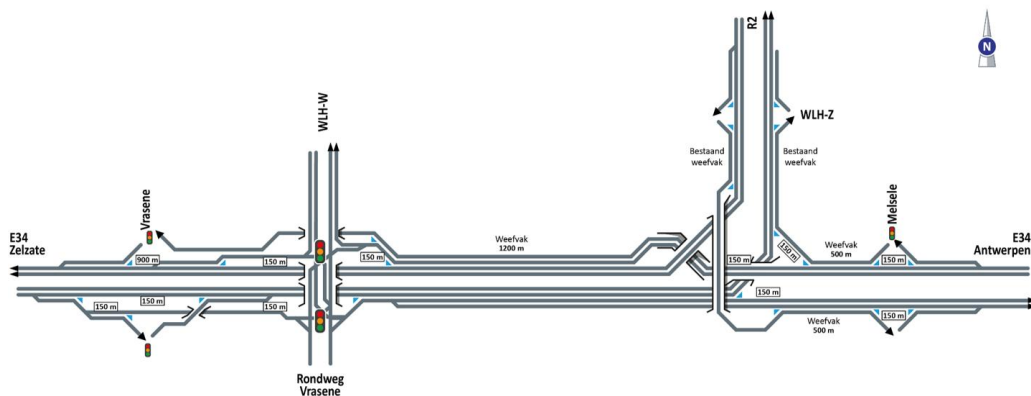 R2
N
WLH-W
WLH-Z
Bestaand
weefvak
Bestaand
weefvak
Vrasene
Melsele
E34
Zelzate
Weefvak
1200 m
Weefvak
500 m
E34
Antwerpen
900 m
150 m
150 m
150 m
150 m
150 m
150 m
150 m
150 m
150 m
150 m
Weefvak
500 m
Rondweg
Vrasene